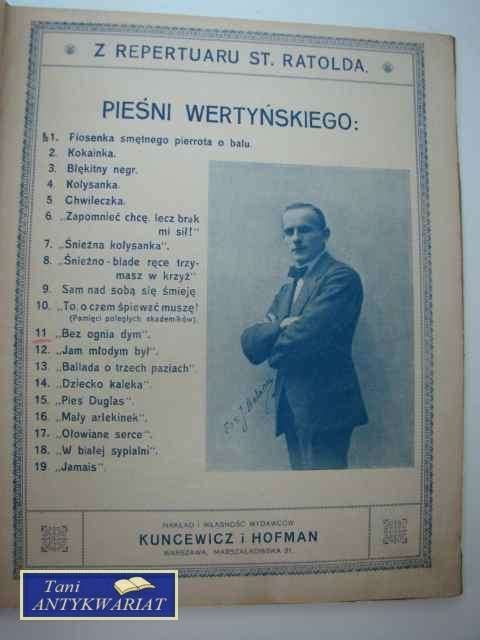 Z REPERTUARU ST. RATOLDA.
PIEŚNI WERTYŃSKIEGO:
1. Piosenka smętnego pierrota o balu.
2. Kokainka.
3. Błękitny negr.
4. Kolysanka.
5 Chwileczka.
6. „Zapomnieć chcę, lecz brak
mi sił!"
7. „Śnieżna kolysanka".
8. „Śnieżno-blade ręce trzy-
masz w krzyż"
9. Sam nad sobą się śmieję
10. „To, o czem śpiewać muszę!
(Pamięci poległych akademików).
11 „Bez ognia dym".
12. „Jam młodym był".
13. „Ballada o trzech paziach".
14. „Dziecko kaleka".
15. „Pies Duglas".
16. „Mały arlekinek".
17. „Ołowiane serce".
18. „W białej sypialni".
19 „Jamais".
NAKŁAD I WŁASNOŚĆ WYDAWCÓW
KUNCEWICZ i HOFMAN
WARSZAWA, MARSZAŁKOWSKA
Tani
ANTYKWARIAT